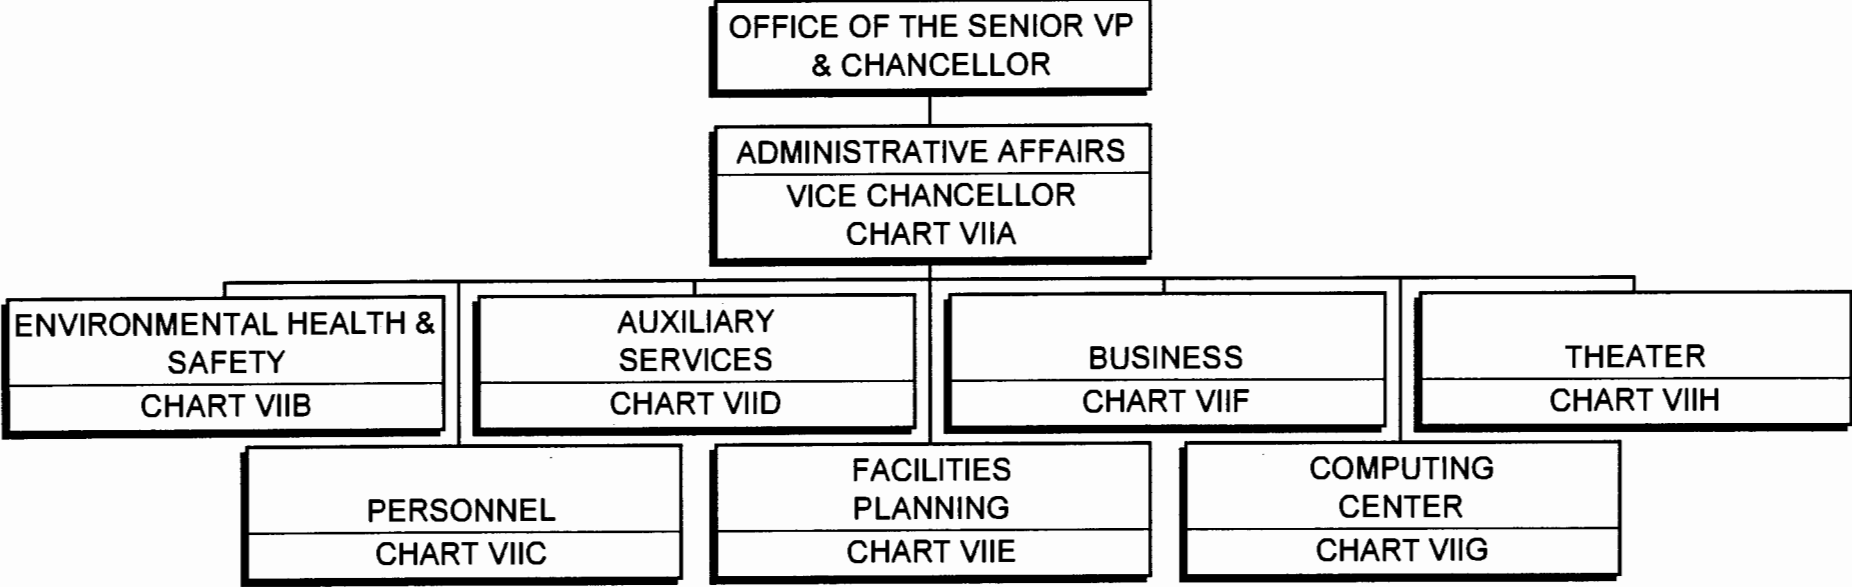 OFFICE OF THE SENIOR VP
& CHANCELLOR
ADMINISTRATIVE AFFAIRS
VICE CHANCELLOR
CHART VIIA
ENVIRONMENTAL HEALTH &
SAFETY
CHART VIIB
AUXILIARY
SERVICES
CHART VIID
BUSINESS
CHART VIIF
THEATER
CHART VIIH
PERSONNEL
CHART VIIC
FACILITIES
PLANNING
CHART VIIE
COMPUTING
CENTER
CHART VIIG